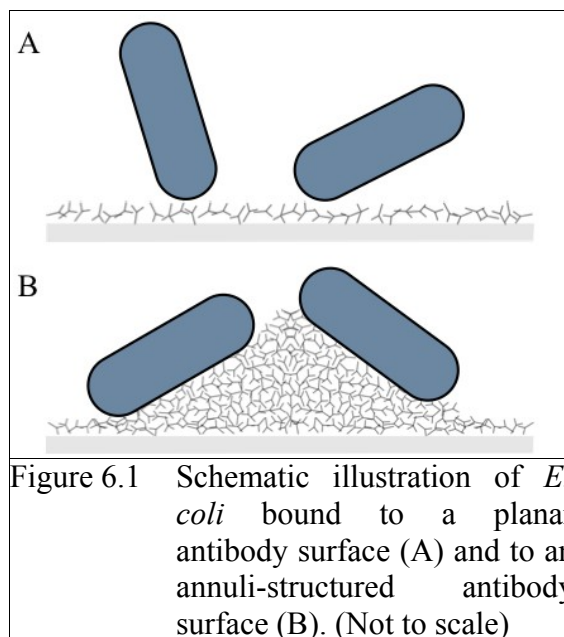 A
B
Figure 6.1 Schematic illustration of E
coli bound to a plana
antibody surface (A) and to an
annuli-structured antibody
surface (B). (Not to scale)